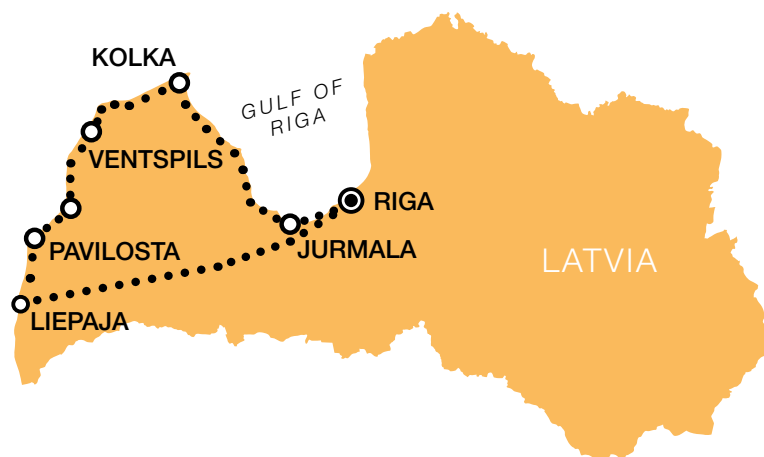 KOLKA
GULF OF
RIGA
VENTSPILS
RIGA
PAVILOSTA
JURMALA
LATVIA
LIEPAJA